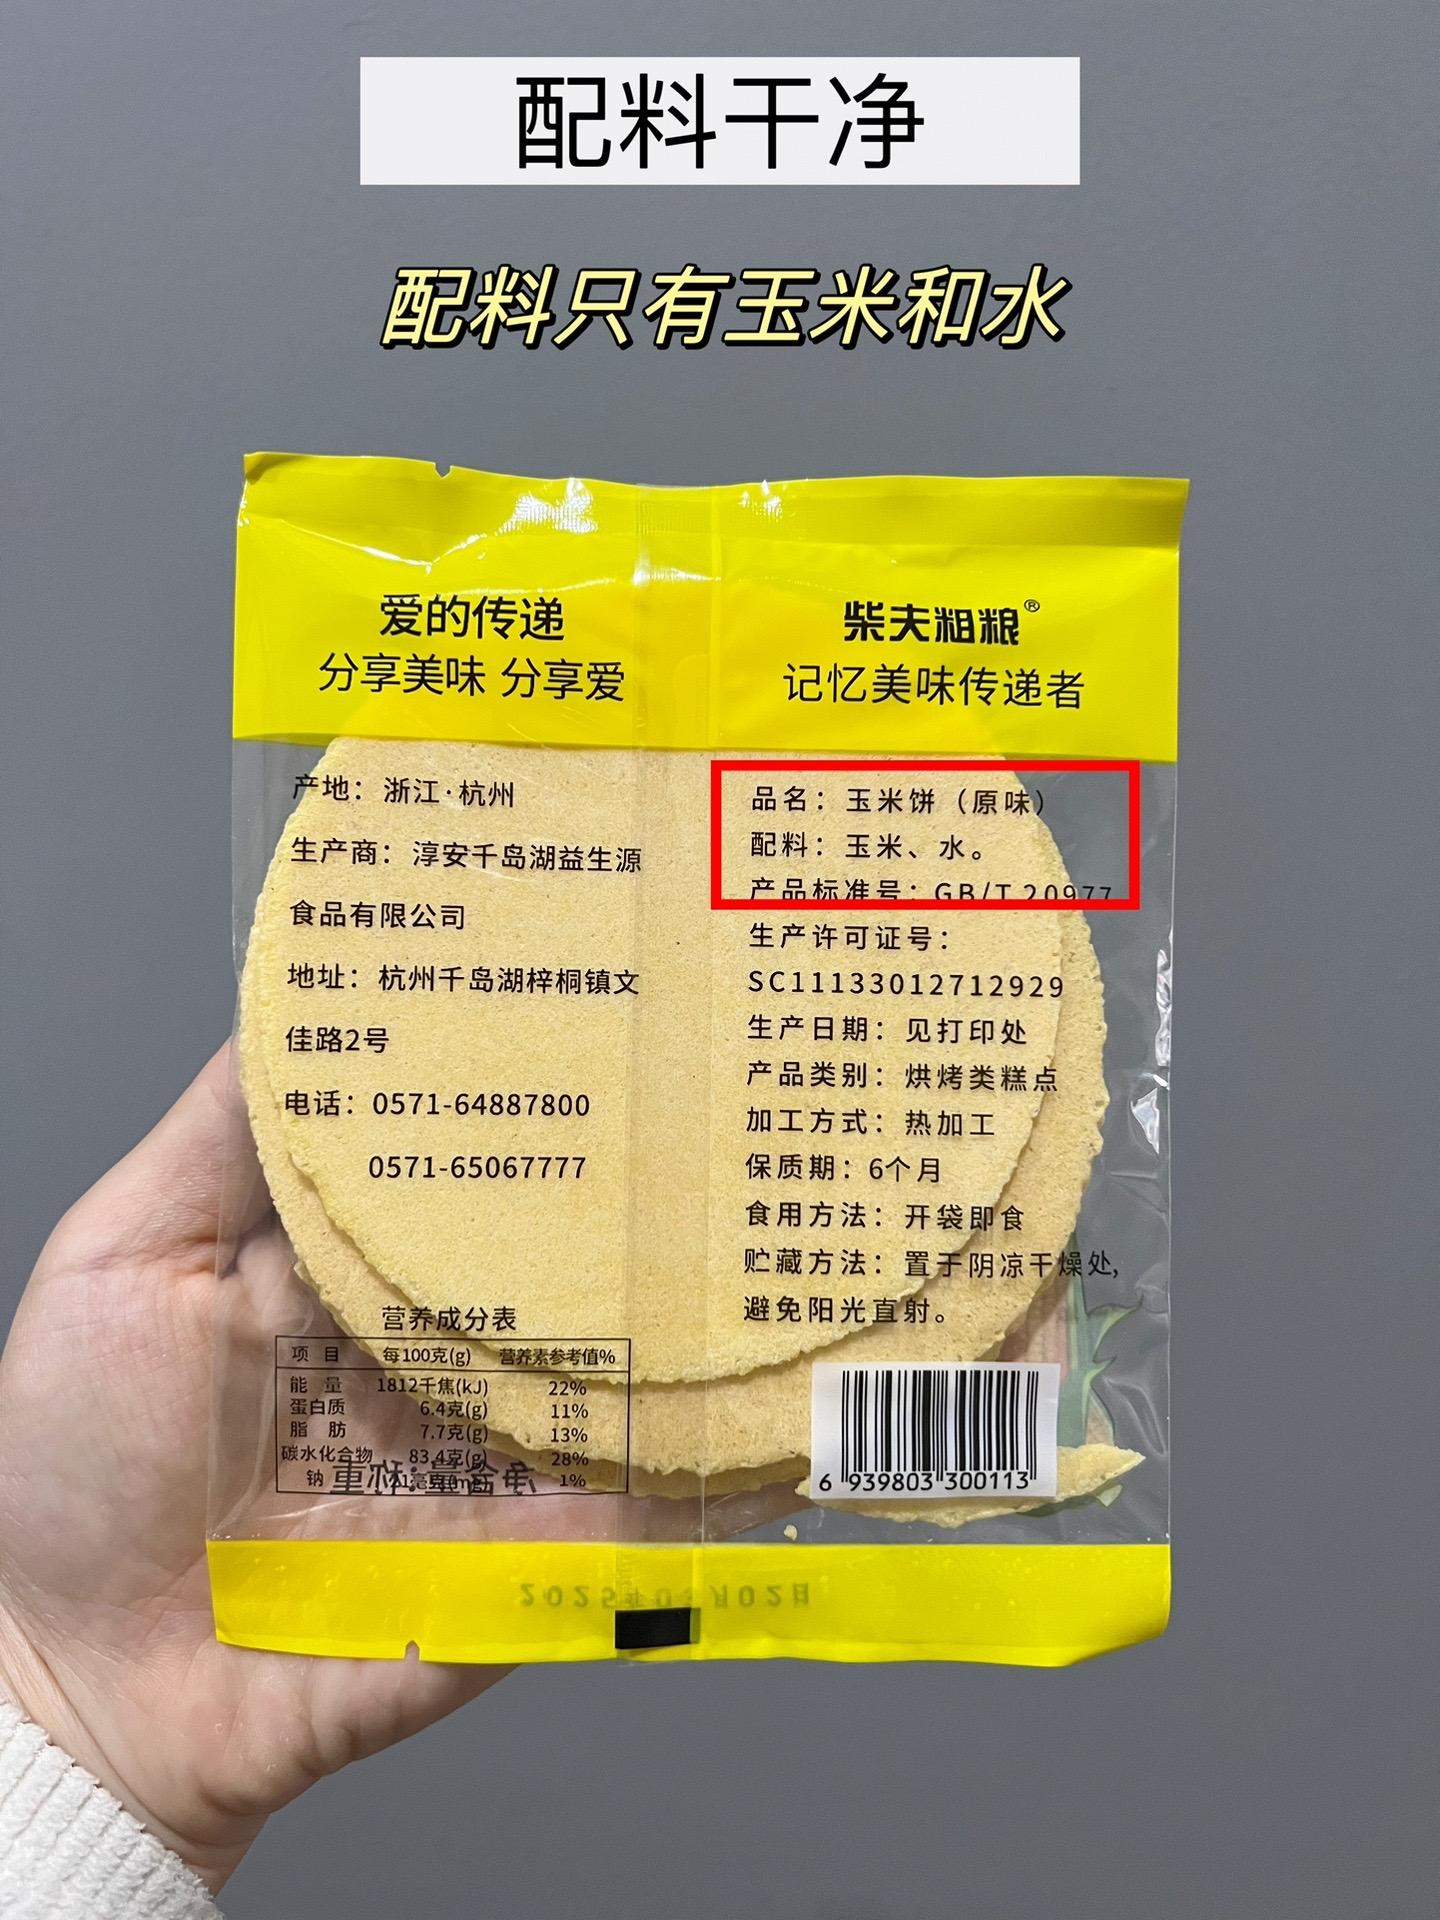 配料干净
配料只有玉米和水
爱的传递
分享美味 分享爱
产地：浙江·杭州
生产商：淳安千岛湖益生源
食品有限公司
地址：杭州千岛湖梓桐镇文
佳路2号
电话：0571-64887800
0571-65067777
营养成分表
项 目 每100克(g) 营养素参考值%
能 量 1812千焦(kJ) 22%
蛋白质 6.4克(g) 11%
脂 肪 7.7克(g) 13%
碳水化合物 83.4克(g) 28%
钠 1%
柴夫粗粮®
记忆美味传递者
品名：玉米饼（原味）
配料：玉米、水。
产品标准号：GB/T 20977
生产许可证号：
SC11133012712929
生产日期：见打印处
产品类别：烘烤类糕点
加工方式：热加工
保质期：6个月
食用方法：开袋即食
贮藏方法：置于阴凉干燥处,
避免阳光直射。
6 939803 300113